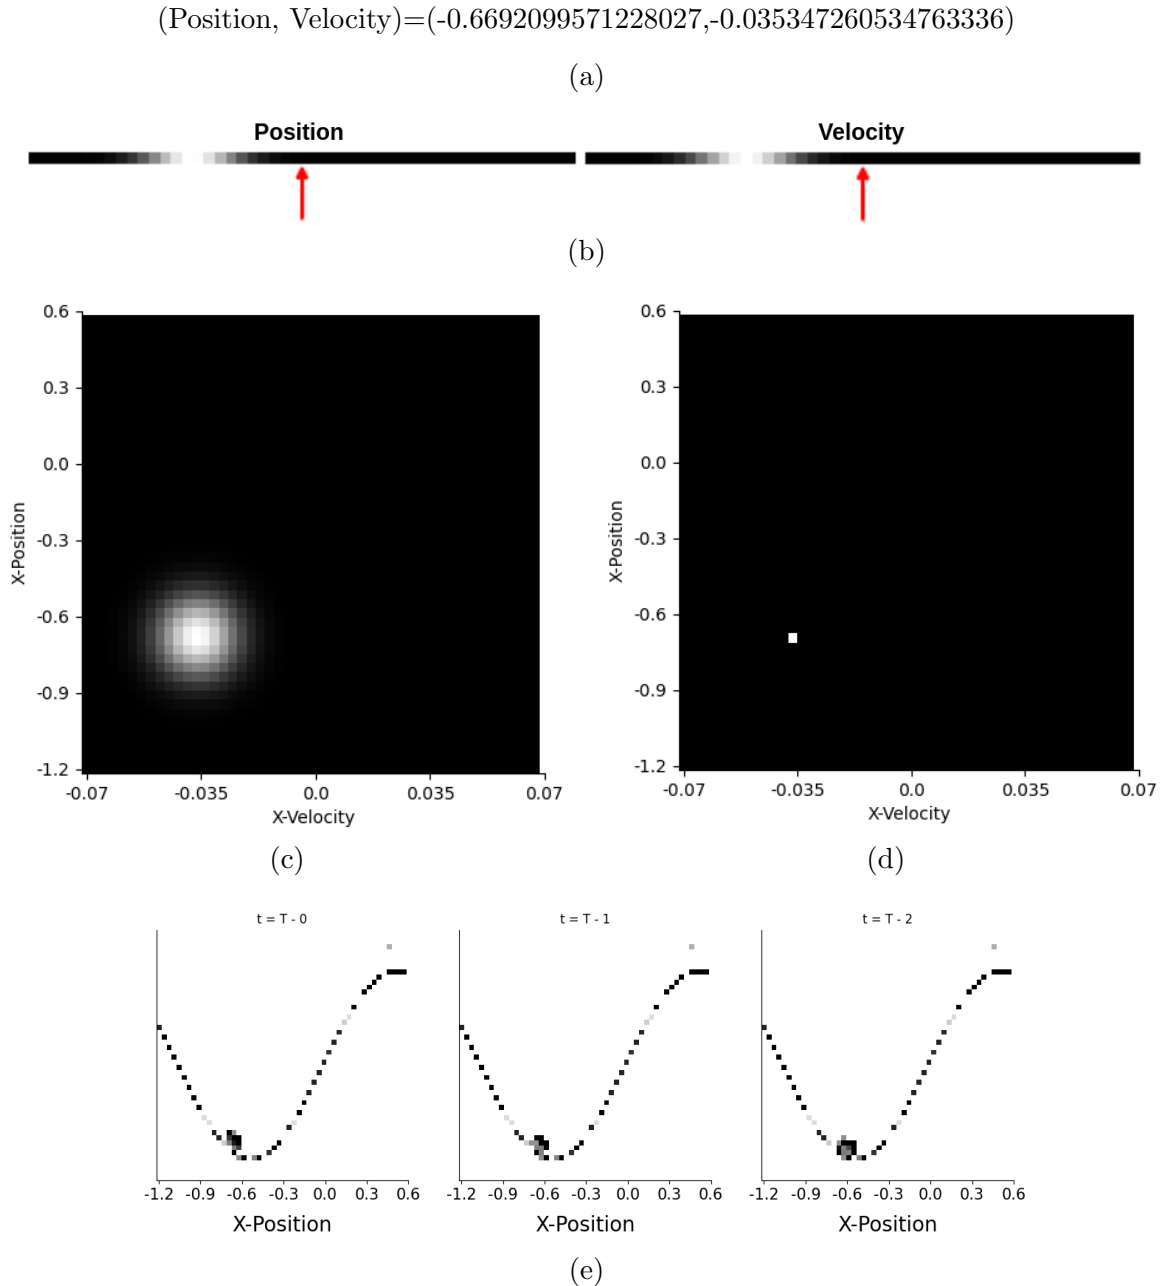 (Position, Velocity)=(-0.6692099571228027,-0.035347260534763336)
(a)
Position
Velocity
(b)
0.6
0.3
0.0
-0.3
-0.6
-0.9
-1.2
X-Position
-0.07 -0.035 0.0 0.035 0.07
X-Velocity
(c)
0.6
0.3
0.0
-0.3
-0.6
-0.9
-1.2
X-Position
-0.07 -0.035 0.0 0.035 0.07
X-Velocity
(d)
t = T - 0
-1.2 -0.9 -0.6 -0.3 0.0 0.3 0.6
X-Position
t = T - 1
-1.2 -0.9 -0.6 -0.3 0.0 0.3 0.6
X-Position
t = T - 2
-1.2 -0.9 -0.6 -0.3 0.0 0.3 0.6
X-Position
(e)